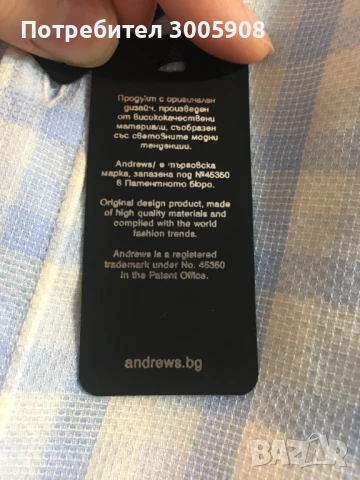 Потребител 3005908
Продукт с оригинален
дизайн, произведен
от висококачествени
материали, съобразен
със световните модни
тенденции.
Andrews/ е търговска
марка, запазена под №45360
в Патентното бюро.
Original design product, made
of high quality materials and
complied with the world
fashion trends.
Andrews is a registered
trademark under No. 45360
in the Patent Office.
andrews.bg
BAZAR